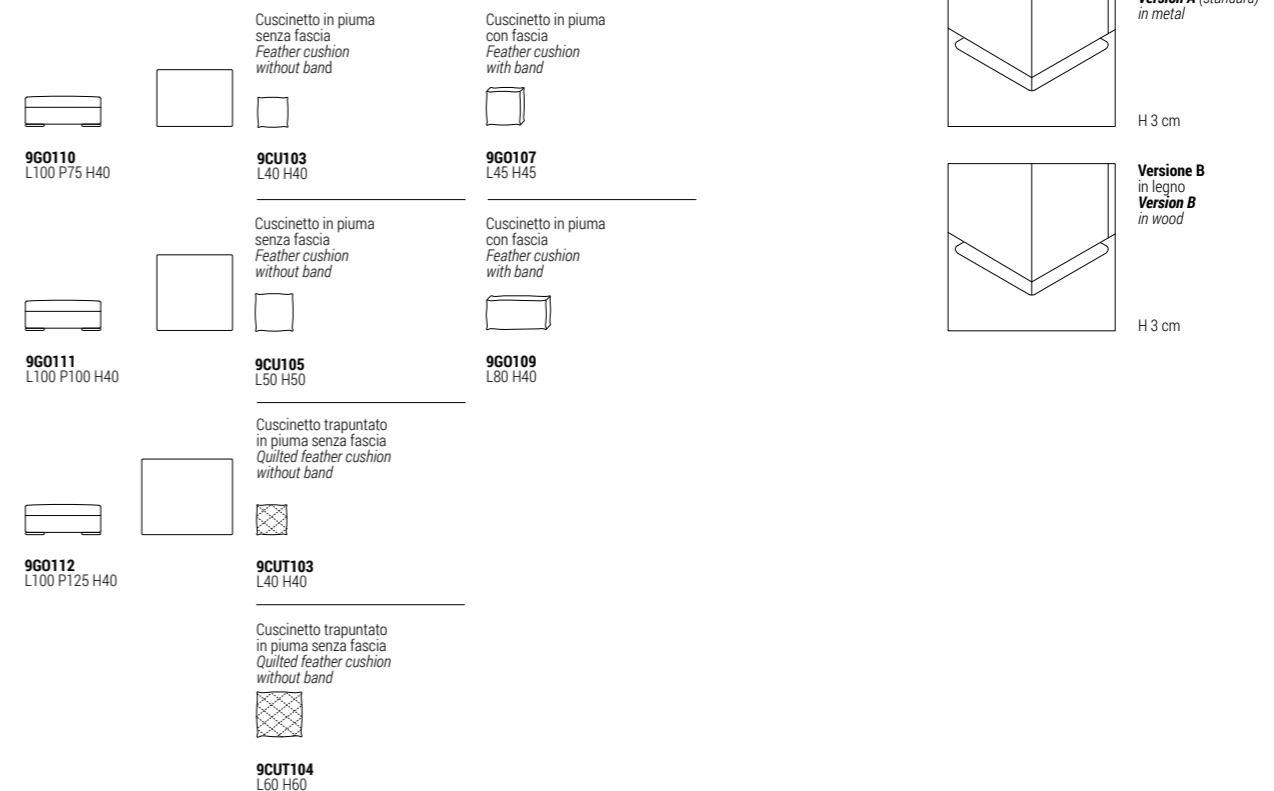 Cuscinetto in piuma
senza fascia
Feather cushion
without band
9GO110
L100 P75 H40
9CU103
L40 H40
Cuscinetto in piuma
con fascia
Feather cushion
with band
9GO107
L45 H45
Cuscinetto in piuma
senza fascia
Feather cushion
without band
9GO111
L100 P100 H40
9CU105
L50 H50
Cuscinetto in piuma
con fascia
Feather cushion
with band
9GO109
L80 H40
Cuscinetto trapuntato
in piuma senza fascia
Quilted feather cushion
without band
9GO112
L100 P125 H40
9CUT103
L40 H40
Cuscinetto trapuntato
in piuma senza fascia
Quilted feather cushion
without band
9CUT104
L60 H60
Version A (standard)
in metal
H 3 cm
Versione B
in legno
Version B
in wood
H 3 cm